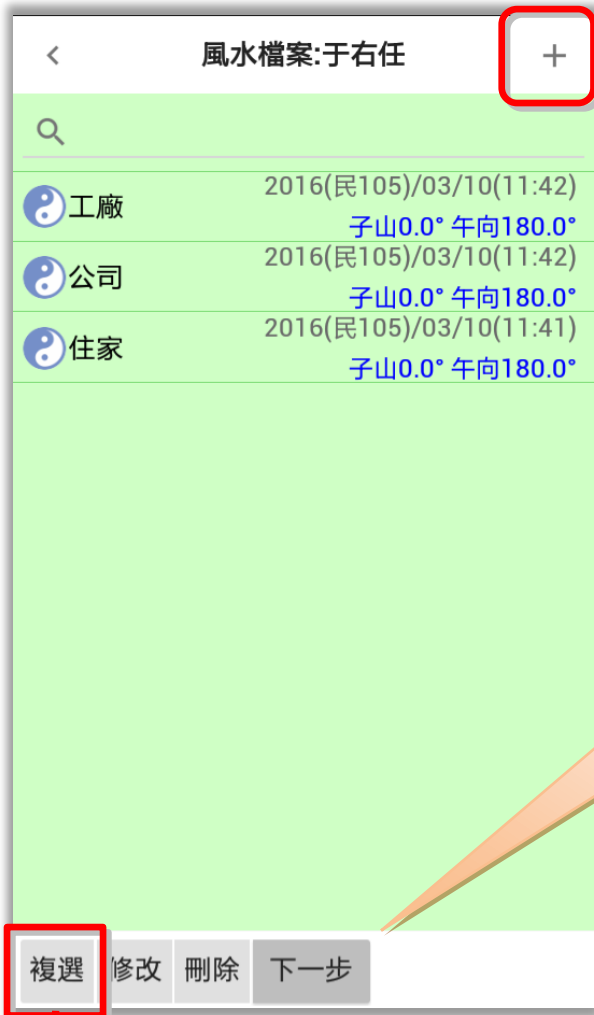 風水檔案:于右任
工廠 2016(民105)/03/10(11:42)
子山0.0° 午向180.0°
公司 2016(民105)/03/10(11:42)
子山0.0° 午向180.0°
住家 2016(民105)/03/10(11:41)
子山0.0° 午向180.0°
複選 修改 刪除 下一步